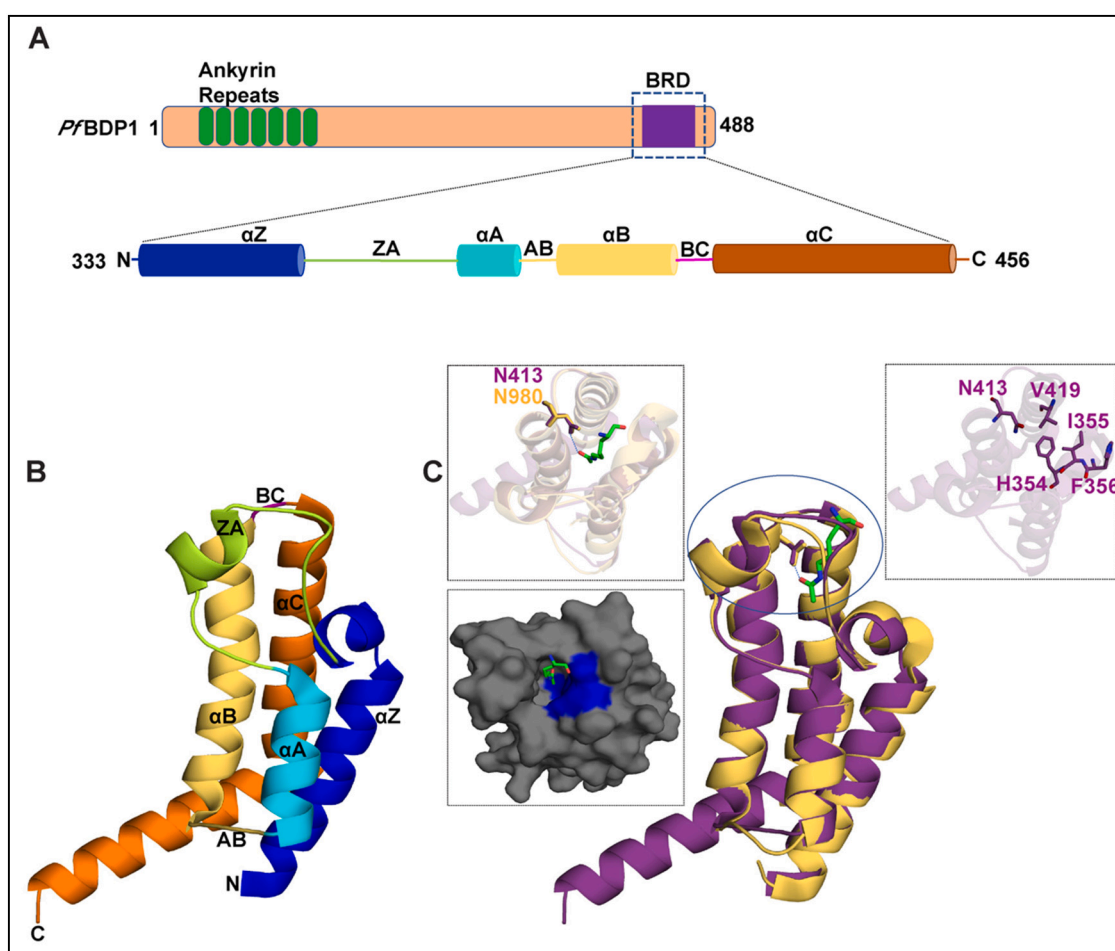 A
Ankyrin
Repeats
BRD
PfBDP1 1
488
αZ
ZA
αA
AB
αB
BC
αC
333 N
C 456
N413
N980
N413
V419
I355
H354
F356
B
C
BC
ZA
αC
αB
αA
αZ
AB
N
C